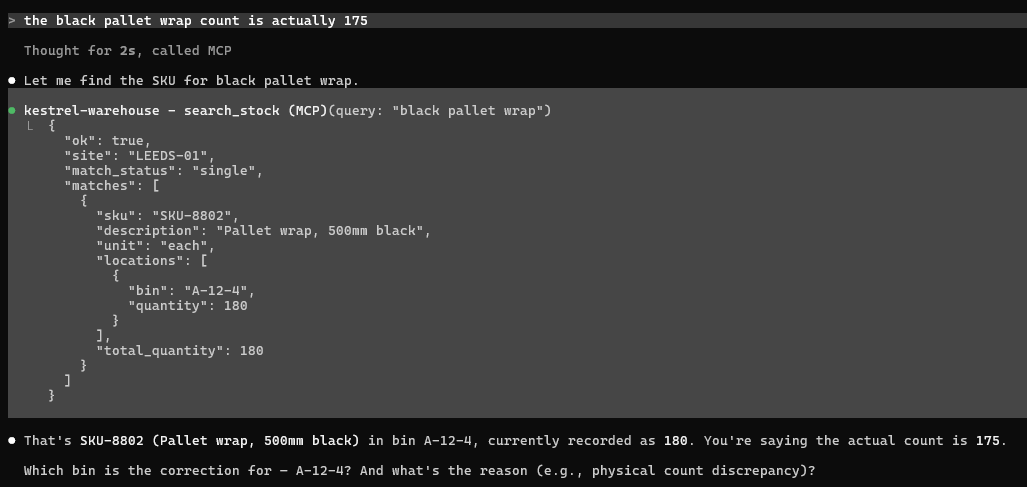 > the black pallet wrap count is actually 175
Thought for 2s, called MCP
● Let me find the SKU for black pallet wrap.
● kestrel-warehouse - search_stock (MCP)(query: "black pallet wrap")
└ {
"ok": true,
"site": "LEEDS-01",
"match_status": "single",
"matches": [
{
"sku": "SKU-8802",
"description": "Pallet wrap, 500mm black",
"unit": "each",
"locations": [
{
"bin": "A-12-4",
"quantity": 180
}
],
"total_quantity": 180
}
]
}
● That's SKU-8802 (Pallet wrap, 500mm black) in bin A-12-4, currently recorded as 180. You're saying the actual count is 175.
Which bin is the correction for — A-12-4? And what's the reason (e.g., physical count discrepancy)?